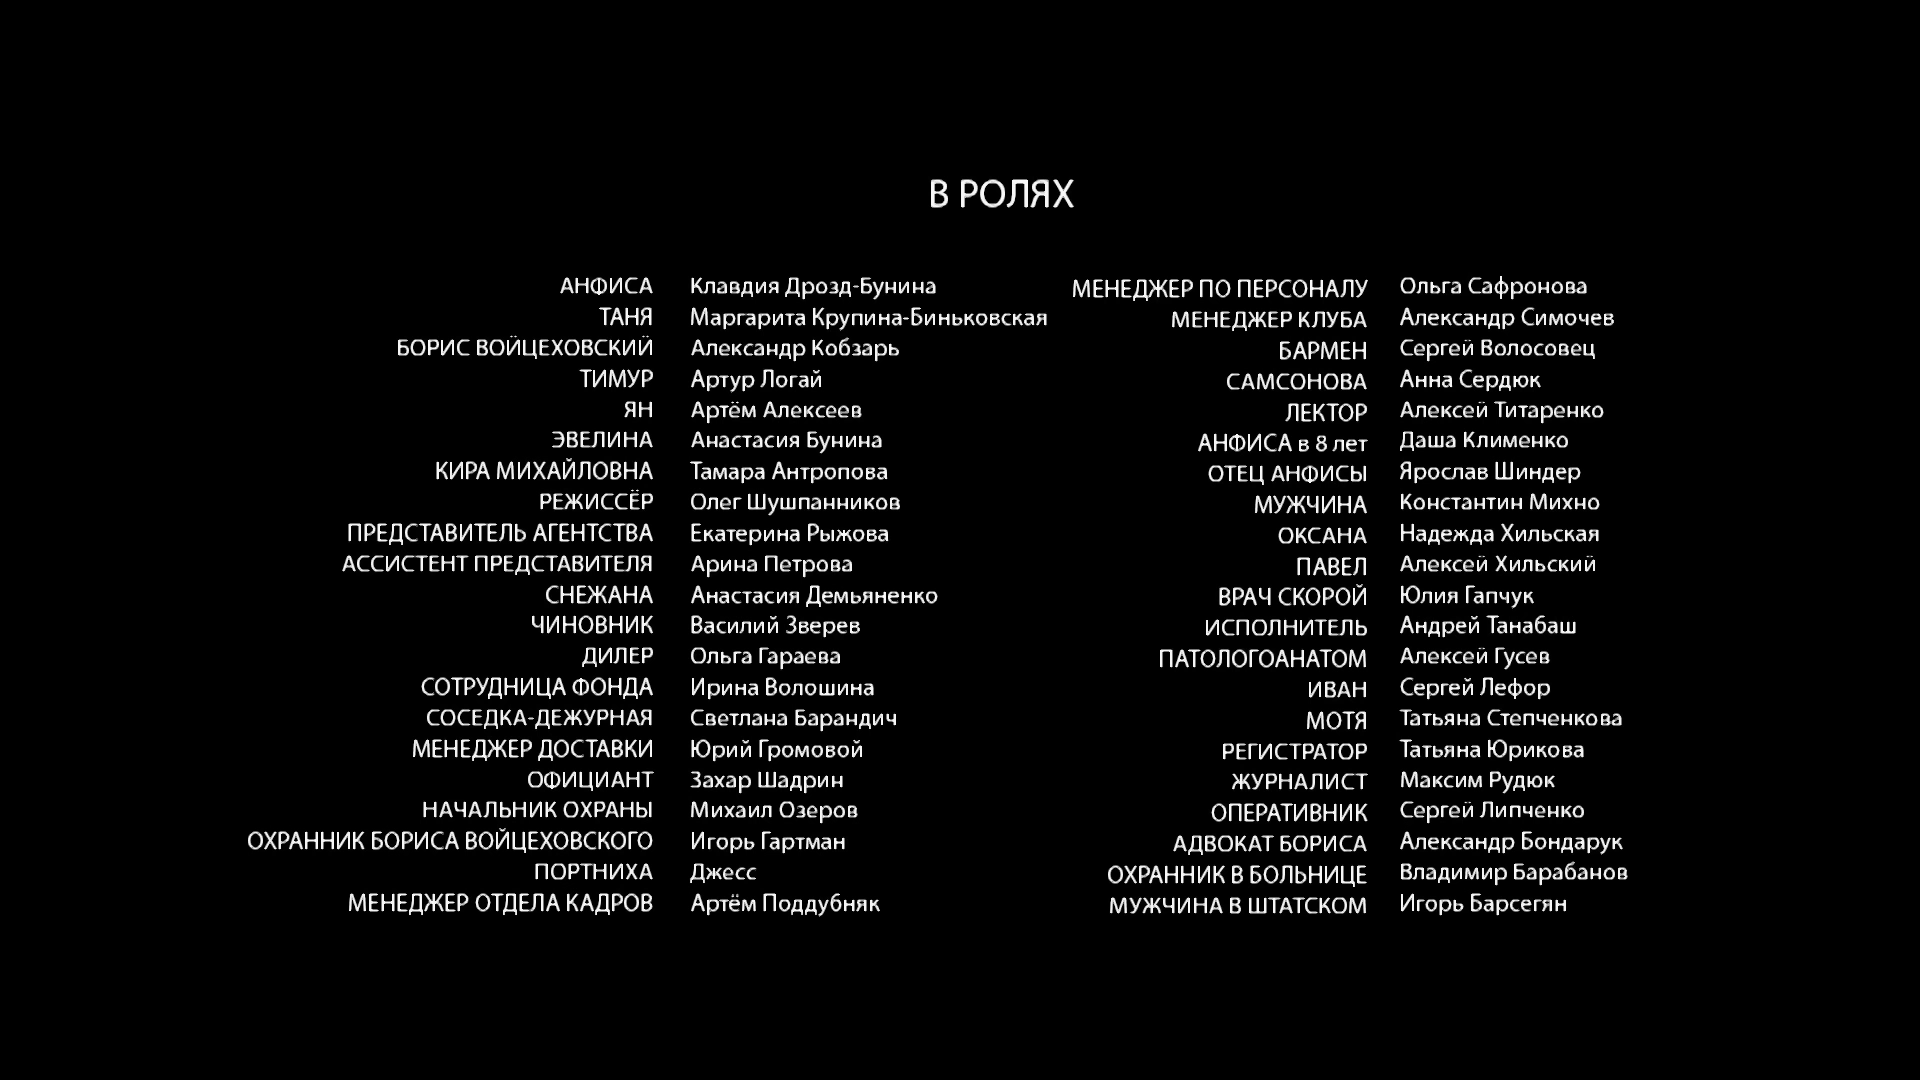 В РОЛЯХ
АНФИСА Клавдия Дрозд-Бунина
ТАНЯ Маргарита Крупина-Биньковская
БОРИС ВОЙЦЕХОВСКИЙ Александр Кобзарь
ТИМУР Артур Логай
ЯН Артём Алексеев
ЭВЕЛИНА Анастасия Бунина
КИРА МИХАЙЛОВНА Тамара Антропова
РЕЖИССЁР Олег Шушпанников
ПРЕДСТАВИТЕЛЬ АГЕНТСТВА Екатерина Рыжова
АССИСТЕНТ ПРЕДСТАВИТЕЛЯ Арина Петрова
СНЕЖАНА Анастасия Демьяненко
ЧИНОВНИК Василий Зверев
ДИЛЕР Ольга Гараева
СОТРУДНИЦА ФОНДА Ирина Волошина
СОСЕДКА-ДЕЖУРНАЯ Светлана Барандич
МЕНЕДЖЕР ДОСТАВКИ Юрий Громовой
ОФИЦИАНТ Захар Шадрин
НАЧАЛЬНИК ОХРАНЫ Михаил Озеров
ОХРАННИК БОРИСА ВОЙЦЕХОВСКОГО Игорь Гартман
ПОРТНИХА Джесс
МЕНЕДЖЕР ОТДЕЛА КАДРОВ Артём Поддубняк
МЕНЕДЖЕР ПО ПЕРСОНАЛУ Ольга Сафронова
МЕНЕДЖЕР КЛУБА Александр Симочев
БАРМЕН Сергей Волосовец
САМСОНОВА Анна Сердюк
ЛЕКТОР Алексей Титаренко
АНФИСА в 8 лет Даша Клименко
ОТЕЦ АНФИСЫ Ярослав Шиндер
МУЖЧИНА Константин Михно
ОКСАНА Надежда Хильская
ПАВЕЛ Алексей Хильский
ВРАЧ СКОРОЙ Юлия Гапчук
ИСПОЛНИТЕЛЬ Андрей Танабаш
ПАТОЛОГОАНАТОМ Алексей Гусев
ИВАН Сергей Лефор
МОТЯ Татьяна Степченкова
РЕГИСТРАТОР Татьяна Юрикова
ЖУРНАЛИСТ Максим Рудюк
ОПЕРАТИВНИК Сергей Липченко
АДВОКАТ БОРИСА Александр Бондарук
ОХРАННИК В БОЛЬНИЦЕ Владимир Барабанов
МУЖЧИНА В ШТАТСКОМ Игорь Барсегян